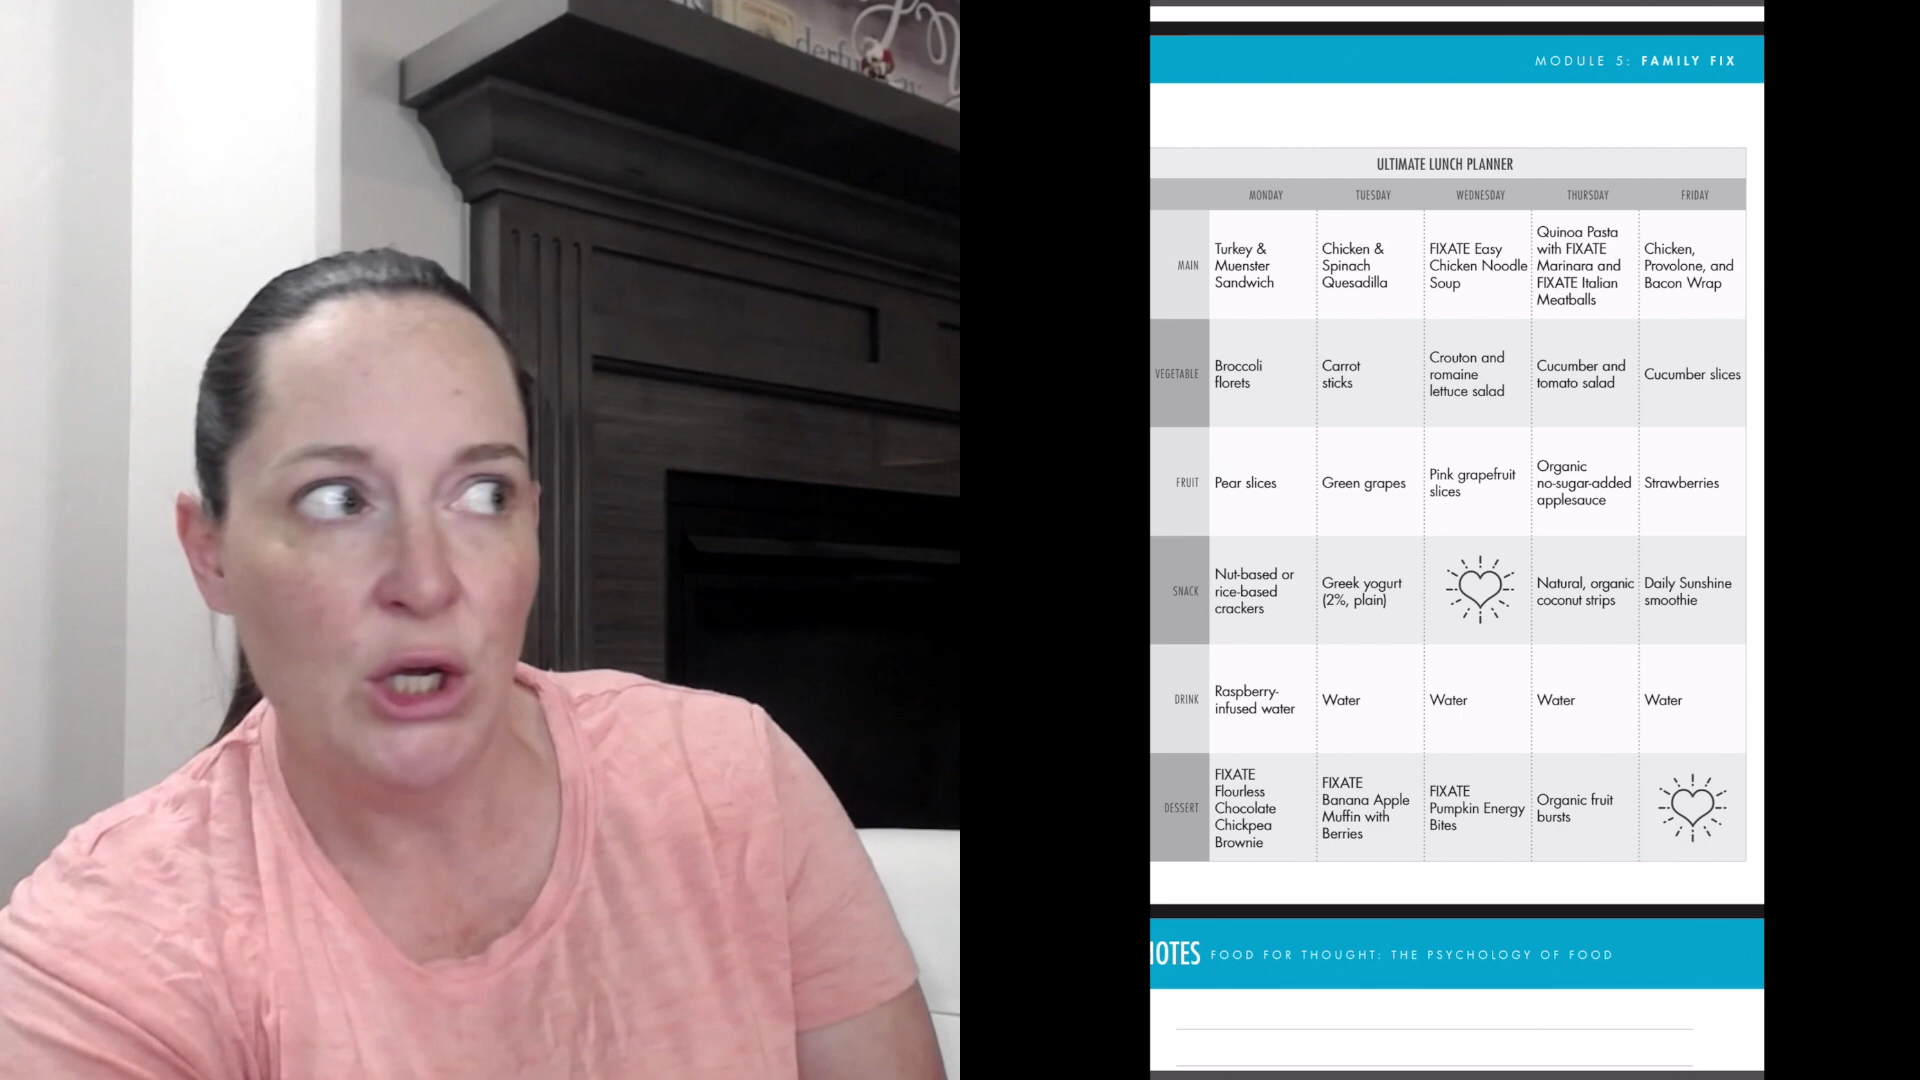 derful
ay
MODULE 5: FAMILY FIX
ULTIMATE LUNCH PLANNER
MONDAY TUESDAY WEDNESDAY THURSDAY FRIDAY
MAIN
Turkey &
Muenster
Sandwich
Chicken &
Spinach
Quesadilla
FIXATE Easy
Chicken Noodle
Soup
Quinoa Pasta
with FIXATE
Marinara and
FIXATE Italian
Meatballs
Chicken,
Provolone, and
Bacon Wrap
VEGETABLE
Broccoli
florets
Carrot
sticks
Crouton and
romaine
lettuce salad
Cucumber and
tomato salad
Cucumber slices
FRUIT
Pear slices
Green grapes
Pink grapefruit
slices
Organic
no-sugar-added
applesauce
Strawberries
SNACK
Nut-based or
rice-based
crackers
Greek yogurt
(2%, plain)
Natural, organic
coconut strips
Daily Sunshine
smoothie
DRINK
Raspberry-
infused water
Water
Water
Water
Water
DESSERT
FIXATE
Flourless
Chocolate
Chickpea
Brownie
FIXATE
Banana Apple
Muffin with
Berries
FIXATE
Pumpkin Energy
Bites
Organic fruit
bursts
OTES FOOD FOR THOUGHT: THE PSYCHOLOGY OF FOOD